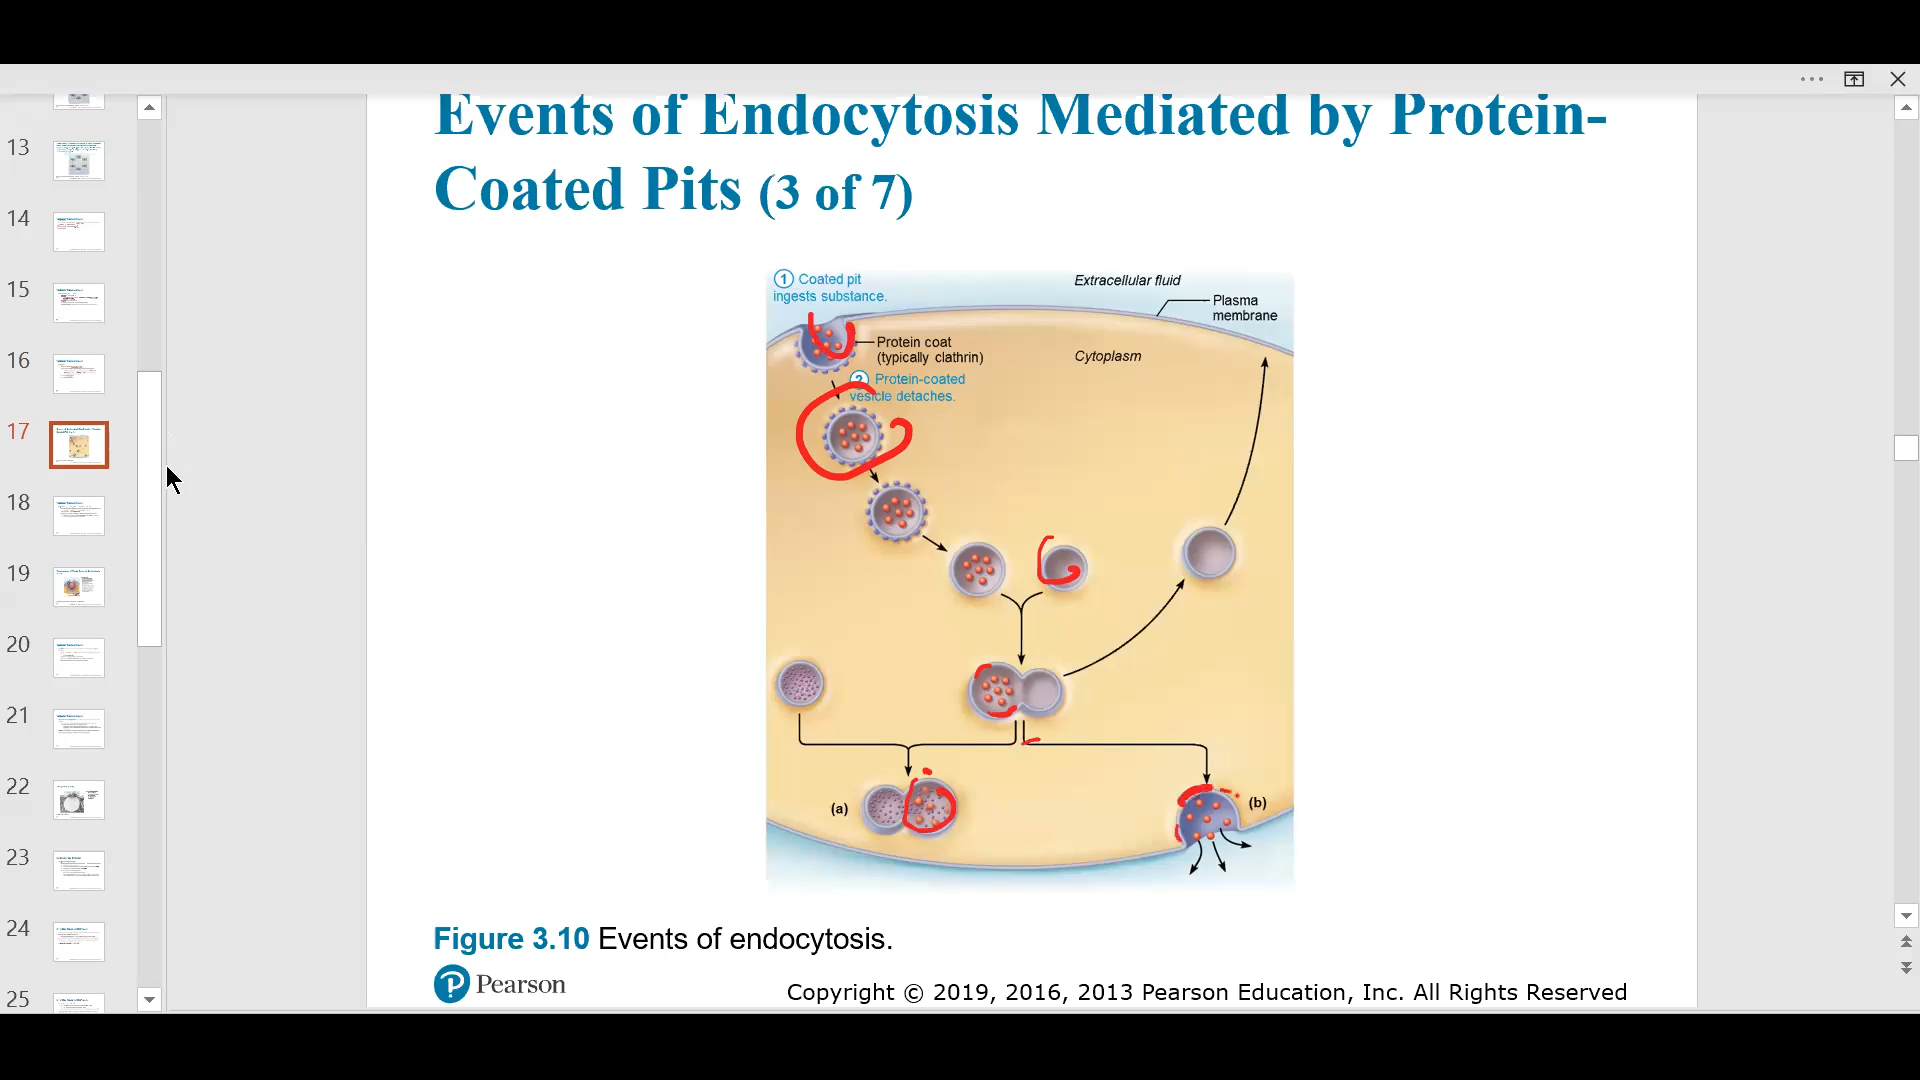 13
14
15
16
17
18
19
20
21
22
23
24
25
Events of Endocytosis Mediated by Protein-
Coated Pits (3 of 7)
1 Coated pit
ingests substance.
Extracellular fluid
Plasma
membrane
Protein coat
(typically clathrin)
Cytoplasm
2 Protein-coated
vesicle detaches.
(a)
(b)
Figure 3.10 Events of endocytosis.
P Pearson
Copyright © 2019, 2016, 2013 Pearson Education, Inc. All Rights Reserved